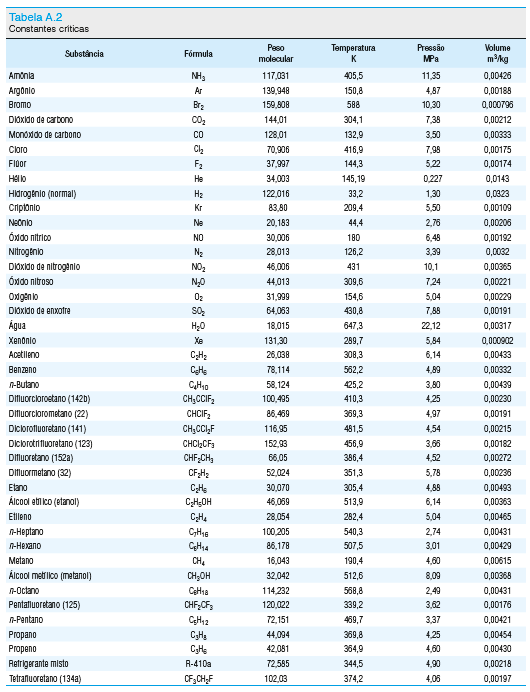 Tabela A.2
Constantes críticas
Substância Fórmula Peso molecular Temperatura K Pressão MPa Volume m³/kg
Amônia NH₃ 117,031 405,5 11,35 0,00426
Argônio Ar 139,948 150,8 4,87 0,00188
Bromo Br₂ 159,808 588 10,30 0,000796
Dióxido de carbono CO₂ 144,01 304,1 7,38 0,00212
Monóxido de carbono CO 128,01 132,9 3,50 0,00333
Cloro Cl₂ 70,906 416,9 7,98 0,00175
Flúor F₂ 37,997 144,3 5,22 0,00174
Hélio He 34,003 145,19 0,227 0,0143
Hidrogênio (normal) H₂ 122,016 33,2 1,30 0,0323
Criptônio Kr 83,80 209,4 5,50 0,00109
Neônio Ne 20,183 44,4 2,76 0,00206
Óxido nítrico NO 30,006 180 6,48 0,00192
Nitrogênio N₂ 28,013 126,2 3,39 0,0032
Dióxido de nitrogênio NO₂ 46,006 431 10,1 0,00365
Óxido nitroso N₂O 44,013 309,6 7,24 0,00221
Oxigênio O₂ 31,999 154,6 5,04 0,00229
Dióxido de enxofre SO₂ 64,063 430,8 7,88 0,00191
Água H₂O 18,015 647,3 22,12 0,00317
Xenônio Xe 131,30 289,7 5,84 0,000902
Acetileno C₂H₂ 26,038 308,3 6,14 0,00433
Benzeno C₆H₆ 78,114 562,2 4,89 0,00332
n-Butano C₄H₁₀ 58,124 425,2 3,80 0,00439
Difluorcloroetano (142b) CH₃CClF₂ 100,495 410,3 4,25 0,00230
Difluorclorometano (22) CHClF₂ 86,469 369,3 4,97 0,00191
Diclorofluoretano (141) CH₃CCl₂F 116,95 481,5 4,54 0,00215
Diclorotrifluoretano (123) CHCl₂CF₃ 152,93 456,9 3,66 0,00182
Difluoretano (152a) CHF₂CH₃ 66,05 386,4 4,52 0,00272
Difluormetano (32) CF₂H₂ 52,024 351,3 5,78 0,00236
Etano C₂H₆ 30,070 305,4 4,88 0,00493
Álcool etílico (etanol) C₂H₅OH 46,069 513,9 6,14 0,00363
Etileno C₂H₄ 28,054 282,4 5,04 0,00465
n-Heptano C₇H₁₆ 100,205 540,3 2,74 0,00431
n-Hexano C₆H₁₄ 86,178 507,5 3,01 0,00429
Metano CH₄ 16,043 190,4 4,60 0,00615
Álcool metílico (metanol) CH₃OH 32,042 512,6 8,09 0,00368
n-Octano C₈H₁₈ 114,232 568,8 2,49 0,00431
Pentafluoretano (125) CHF₂CF₃ 120,022 339,2 3,62 0,00176
n-Pentano C₅H₁₂ 72,151 469,7 3,37 0,00421
Propano C₃H₈ 44,094 369,8 4,25 0,00454
Propeno C₃H₆ 42,081 364,9 4,60 0,00430
Refrigerante misto R-410a 72,585 344,5 4,90 0,00218
Tetrafluoretano (134a) CF₃CH₂F 102,03 374,2 4,06 0,00197